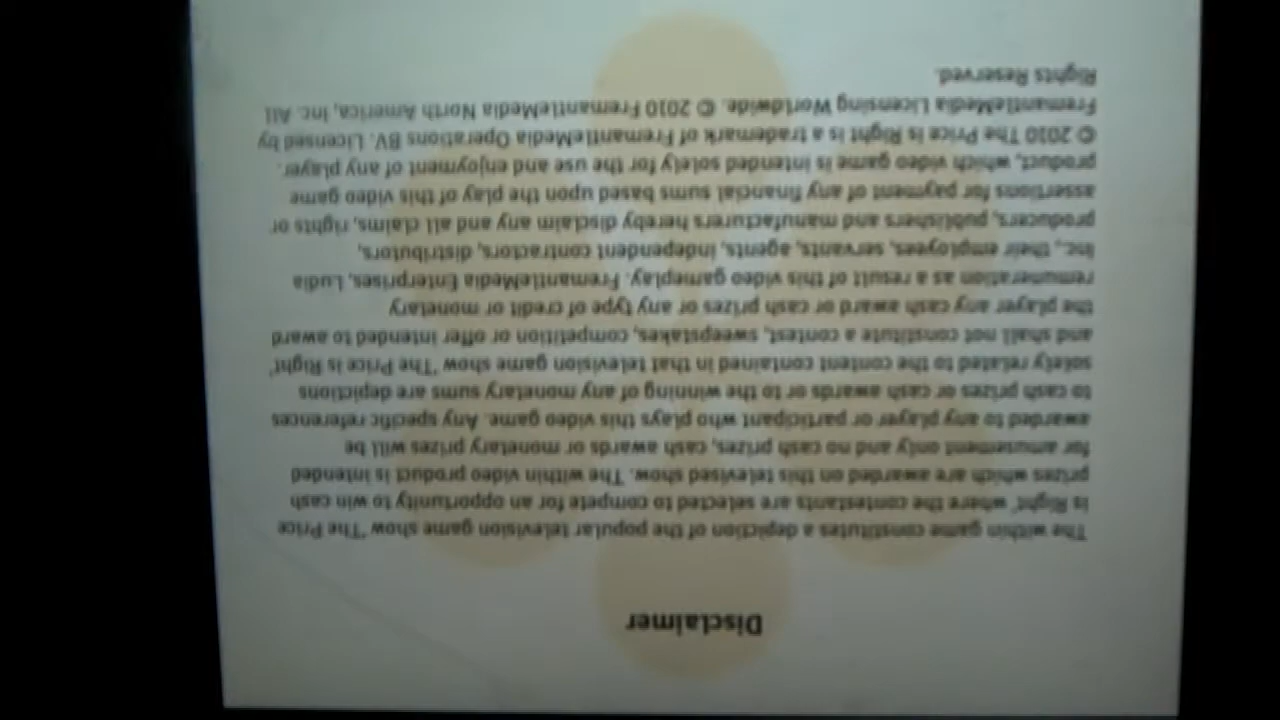 Disclaimer
The within game constitutes a depiction of the popular television game show 'The Price
is Right' where the contestants are selected to compete for an opportunity to win cash
prizes which are awarded on this televised show. The within video product is intended
for amusement only and no cash prizes, cash awards or monetary prizes will be
awarded to any player or participant who plays this video game. Any specific references
to cash prizes or cash awards or to the winning of any monetary sums are depictions
solely related to the content contained in that television game show 'The Price is Right'
and shall not constitute a contest, sweepstakes, competition or offer intended to award
the player any cash award or cash prizes or any type of credit or monetary
remuneration as a result of this video gameplay. FremantleMedia Enterprises, Ludia
Inc., their employees, servants, agents, independent contractors, distributors,
producers, publishers and manufacturers hereby disclaim any and all claims, rights or
assertions for payment of any financial sums based upon the play of this video game
product, which video game is intended solely for the use and enjoyment of any player.
© 2010 The Price is Right is a trademark of FremantleMedia Operations BV. Licensed by
FremantleMedia Licensing Worldwide. © 2010 FremantleMedia North America, Inc. All
Rights Reserved.